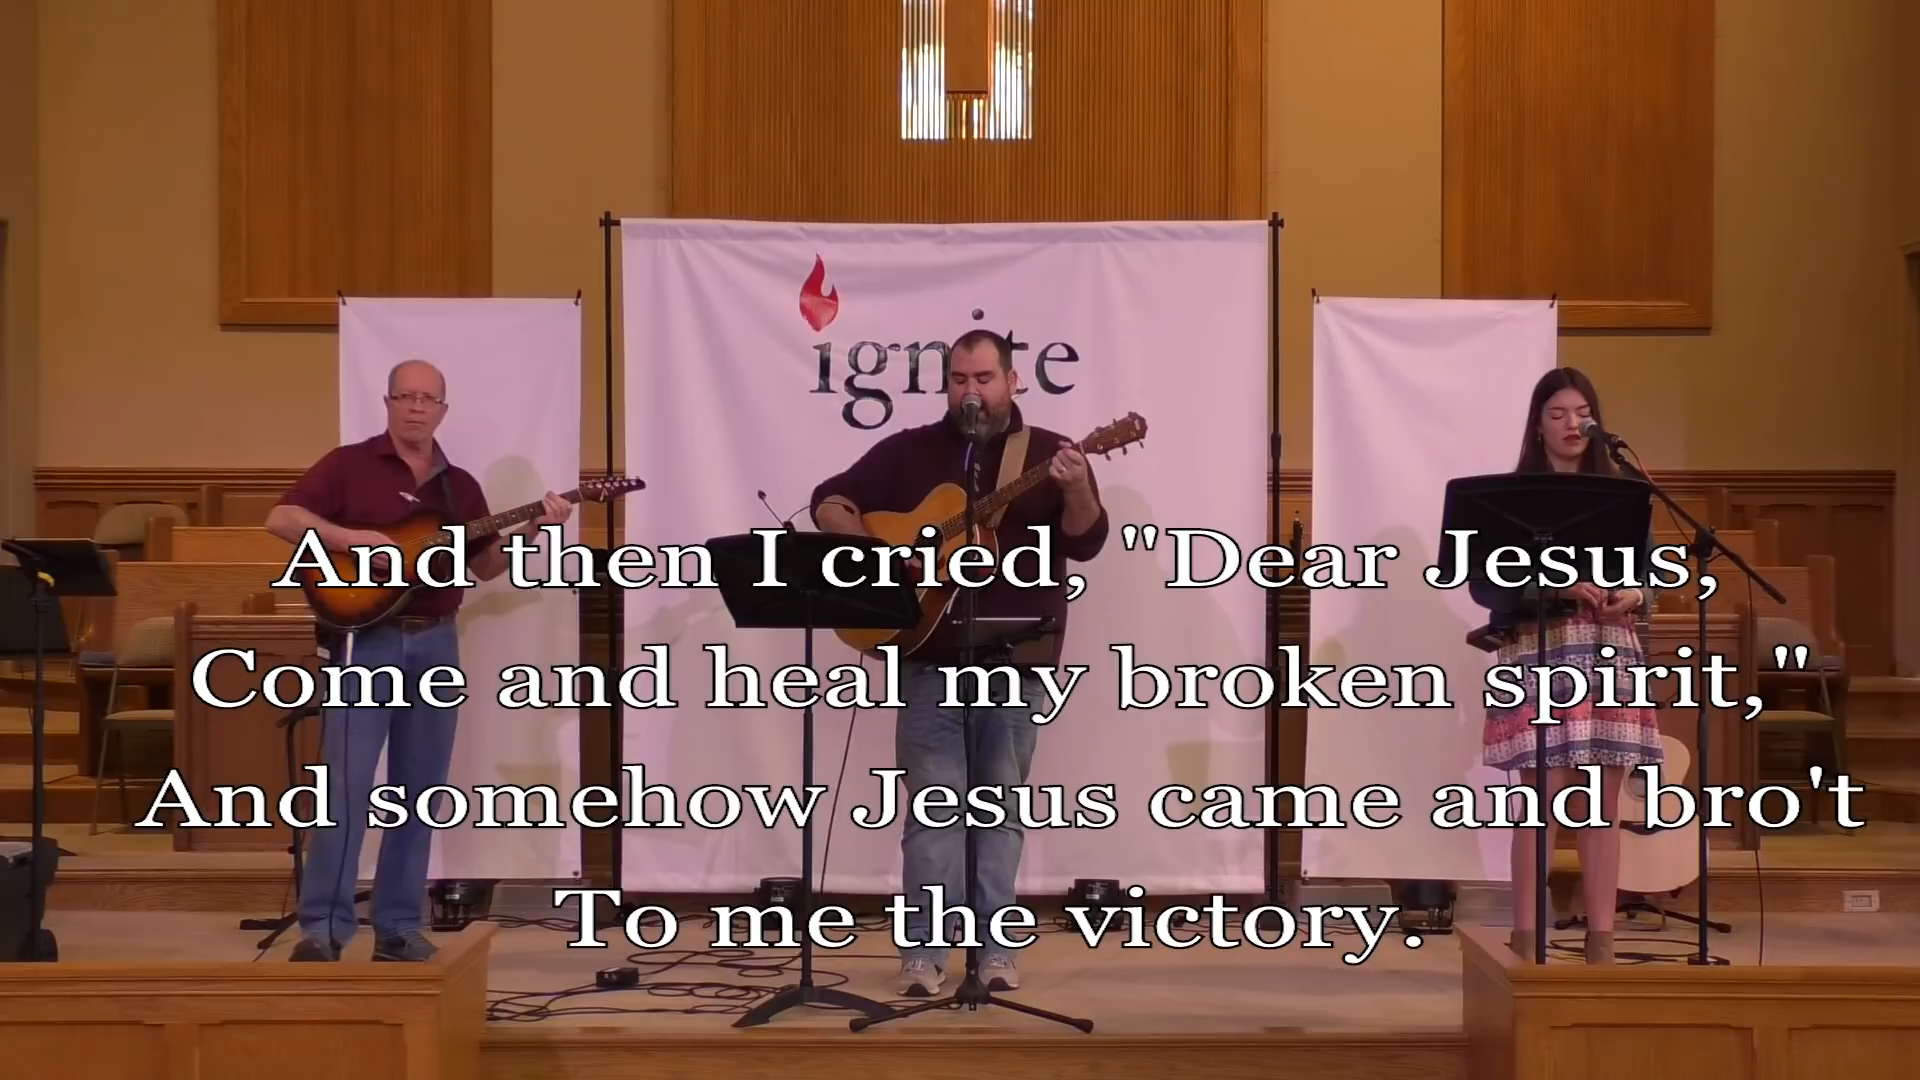 ignite
And then I cried, "Dear Jesus,
Come and heal my broken spirit,"
And somehow Jesus came and bro't
To me the victory.